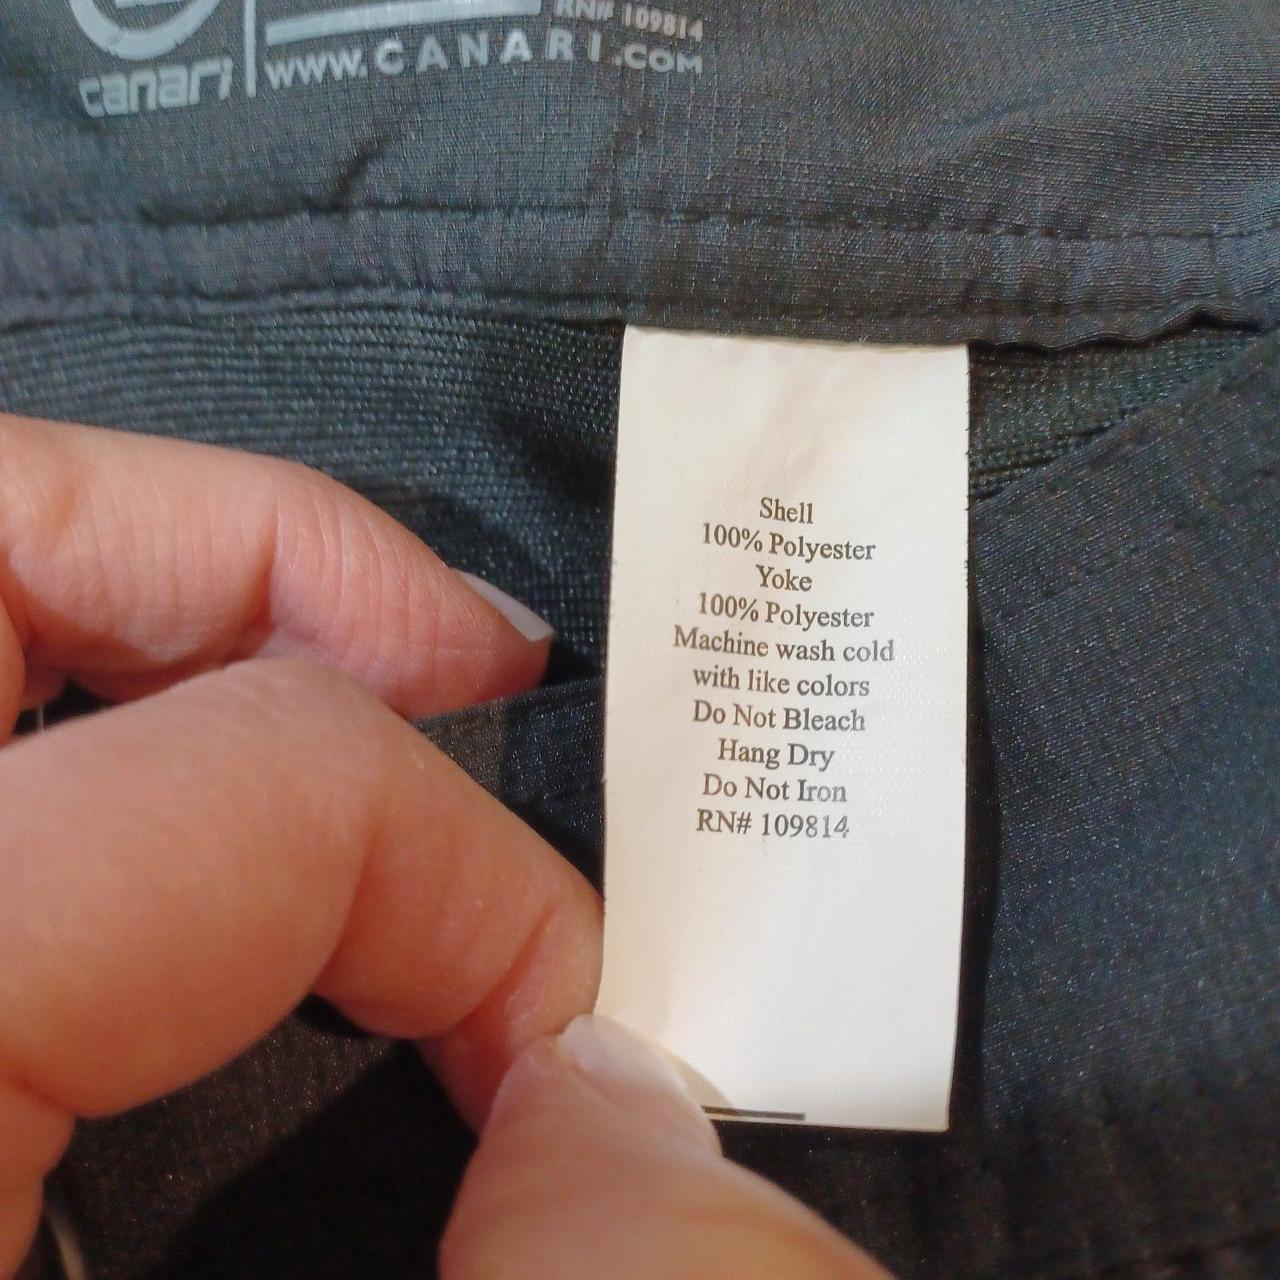 RN# 109814
canari
www.CANARI.COM
Shell
100% Polyester
Yoke
100% Polyester
Machine wash cold
with like colors
Do Not Bleach
Hang Dry
Do Not Iron
RN# 109814